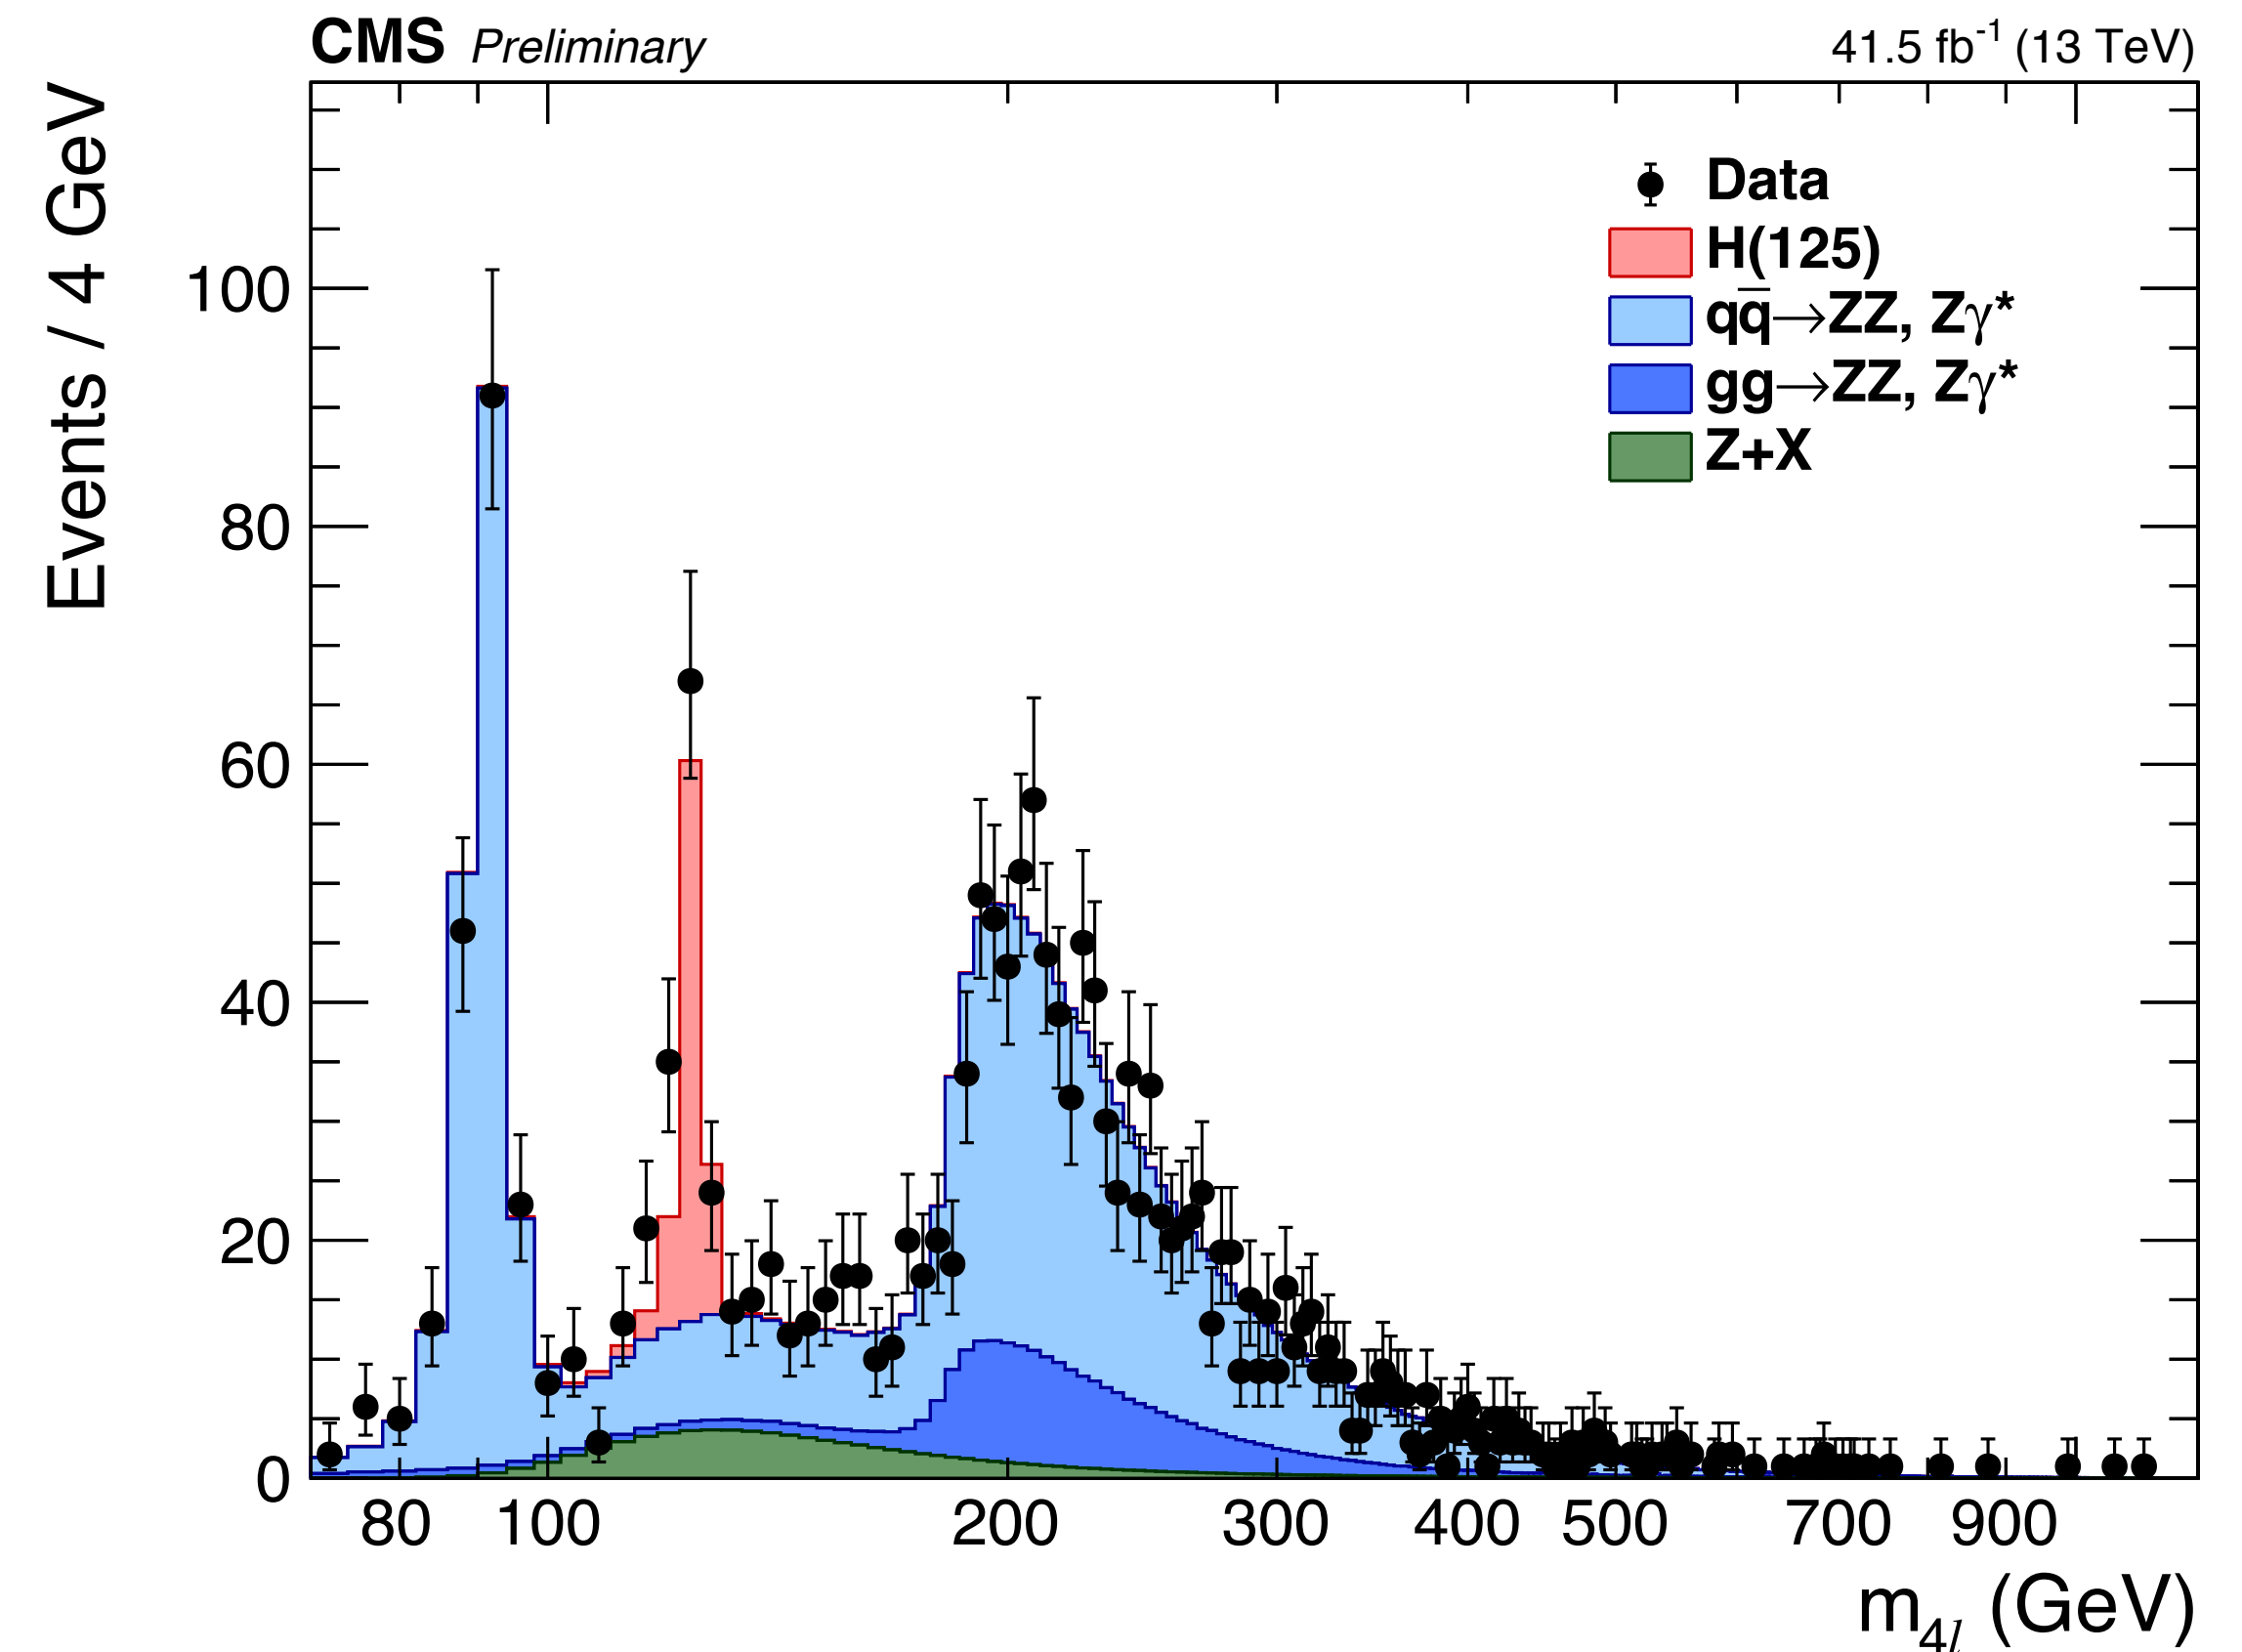 CMS Preliminary 41.5 fb⁻¹ (13 TeV)
Events / 4 GeV
100
80
60
40
20
0
Data
H(125)
qq̅→ZZ, Zγ*
gg→ZZ, Zγ*
Z+X
80 100 200 300 400 500 700 900
m4l (GeV)